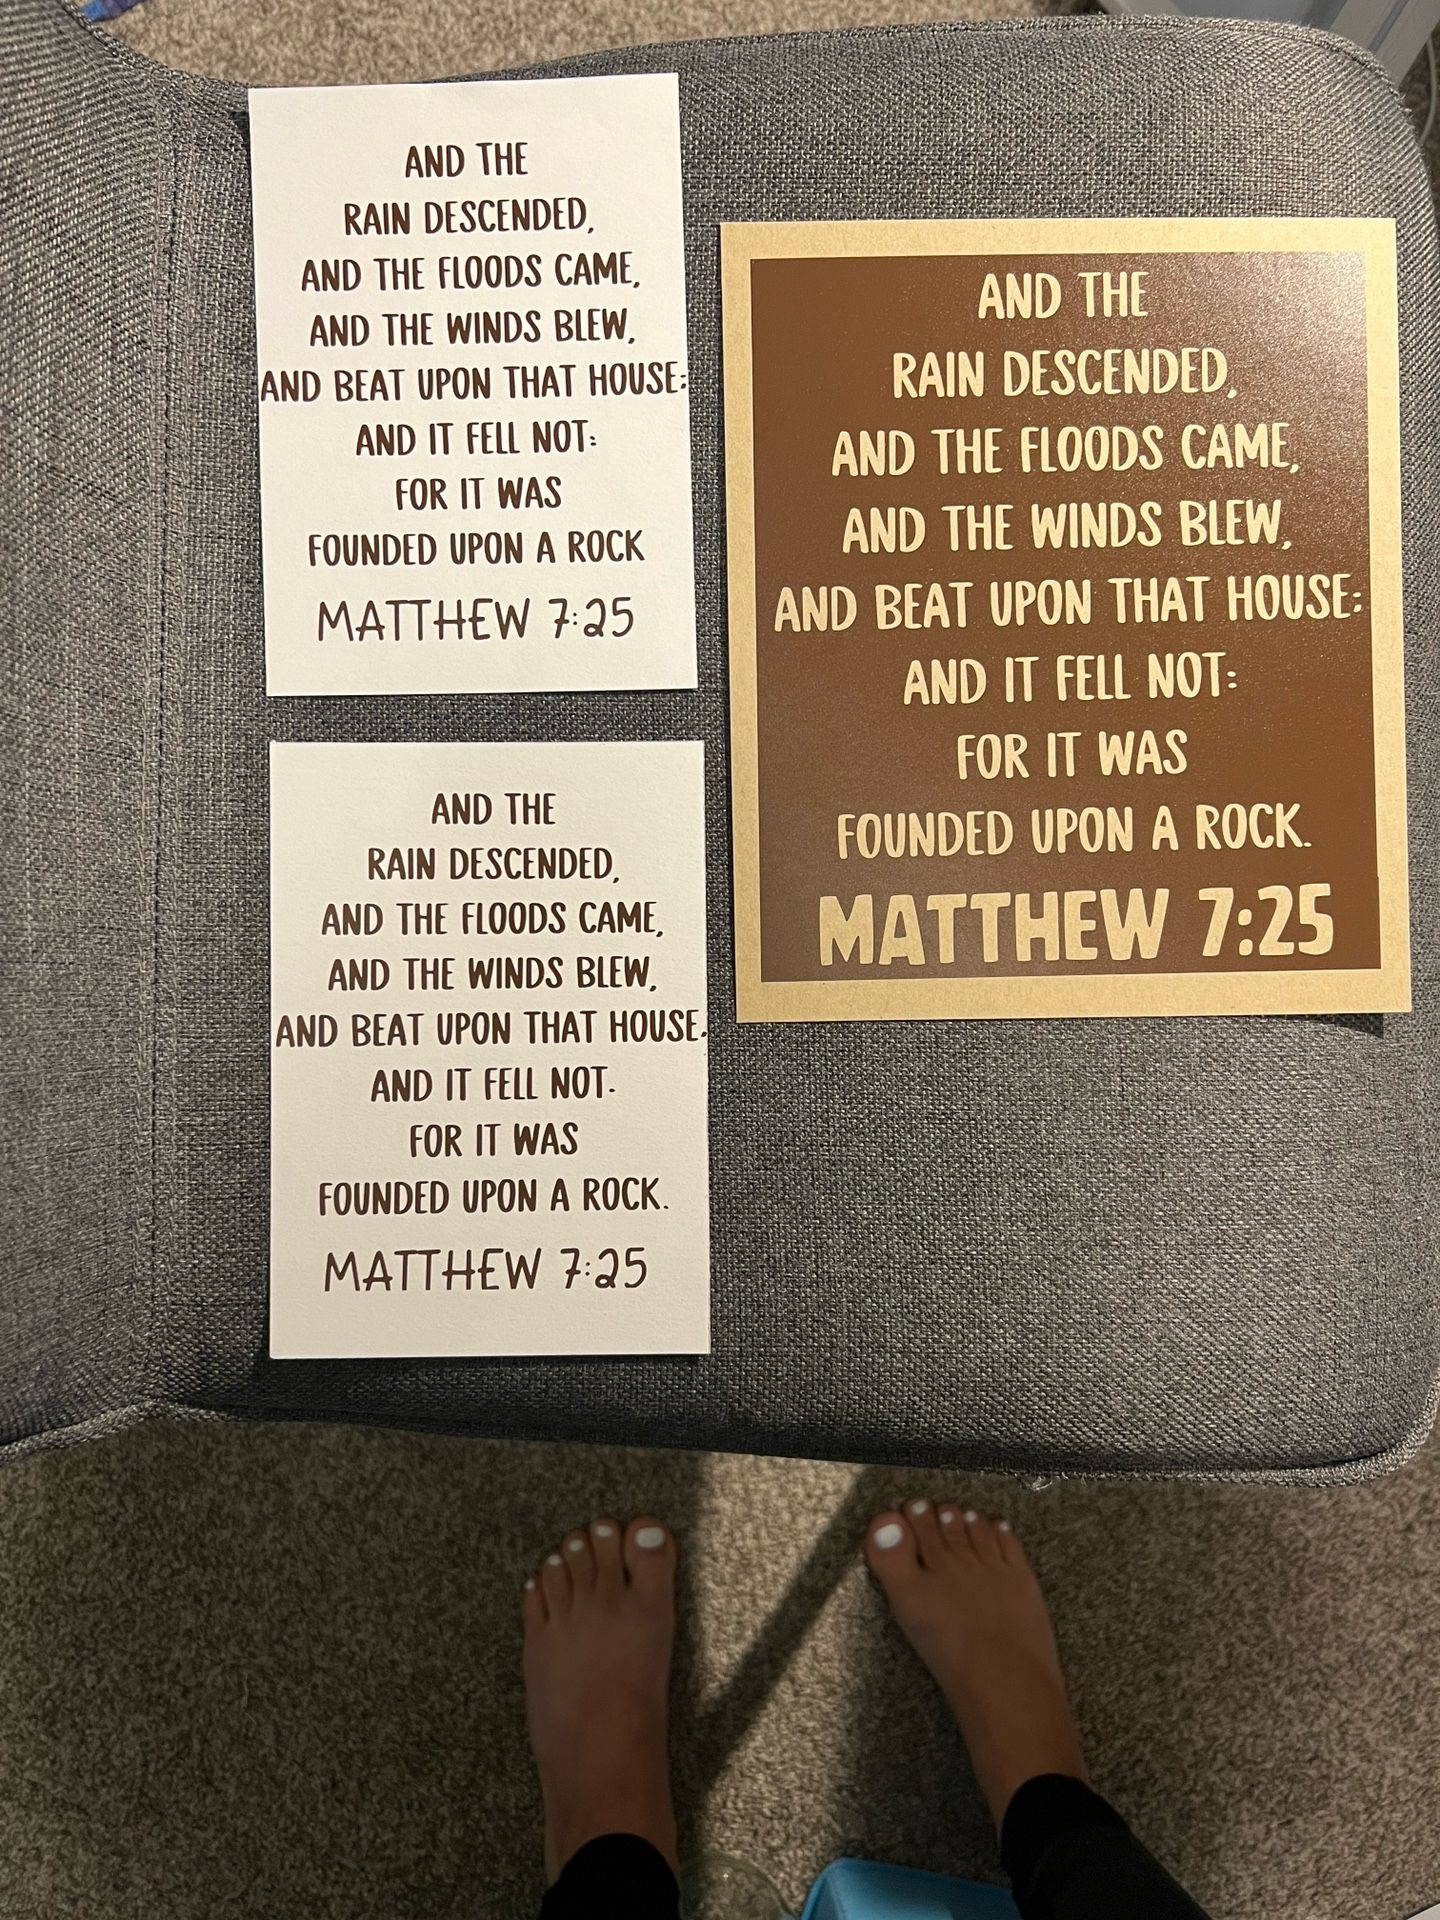 AND THE
RAIN DESCENDED,
AND THE FLOODS CAME,
AND THE WINDS BLEW,
AND BEAT UPON THAT HOUSE:
AND IT FELL NOT:
FOR IT WAS
FOUNDED UPON A ROCK
MATTHEW 7:25
AND THE
RAIN DESCENDED,
AND THE FLOODS CAME,
AND THE WINDS BLEW,
AND BEAT UPON THAT HOUSE.
AND IT FELL NOT.
FOR IT WAS
FOUNDED UPON A ROCK.
MATTHEW 7:25
AND THE
RAIN DESCENDED,
AND THE FLOODS CAME,
AND THE WINDS BLEW,
AND BEAT UPON THAT HOUSE:
AND IT FELL NOT:
FOR IT WAS
FOUNDED UPON A ROCK.
MATTHEW 7:25